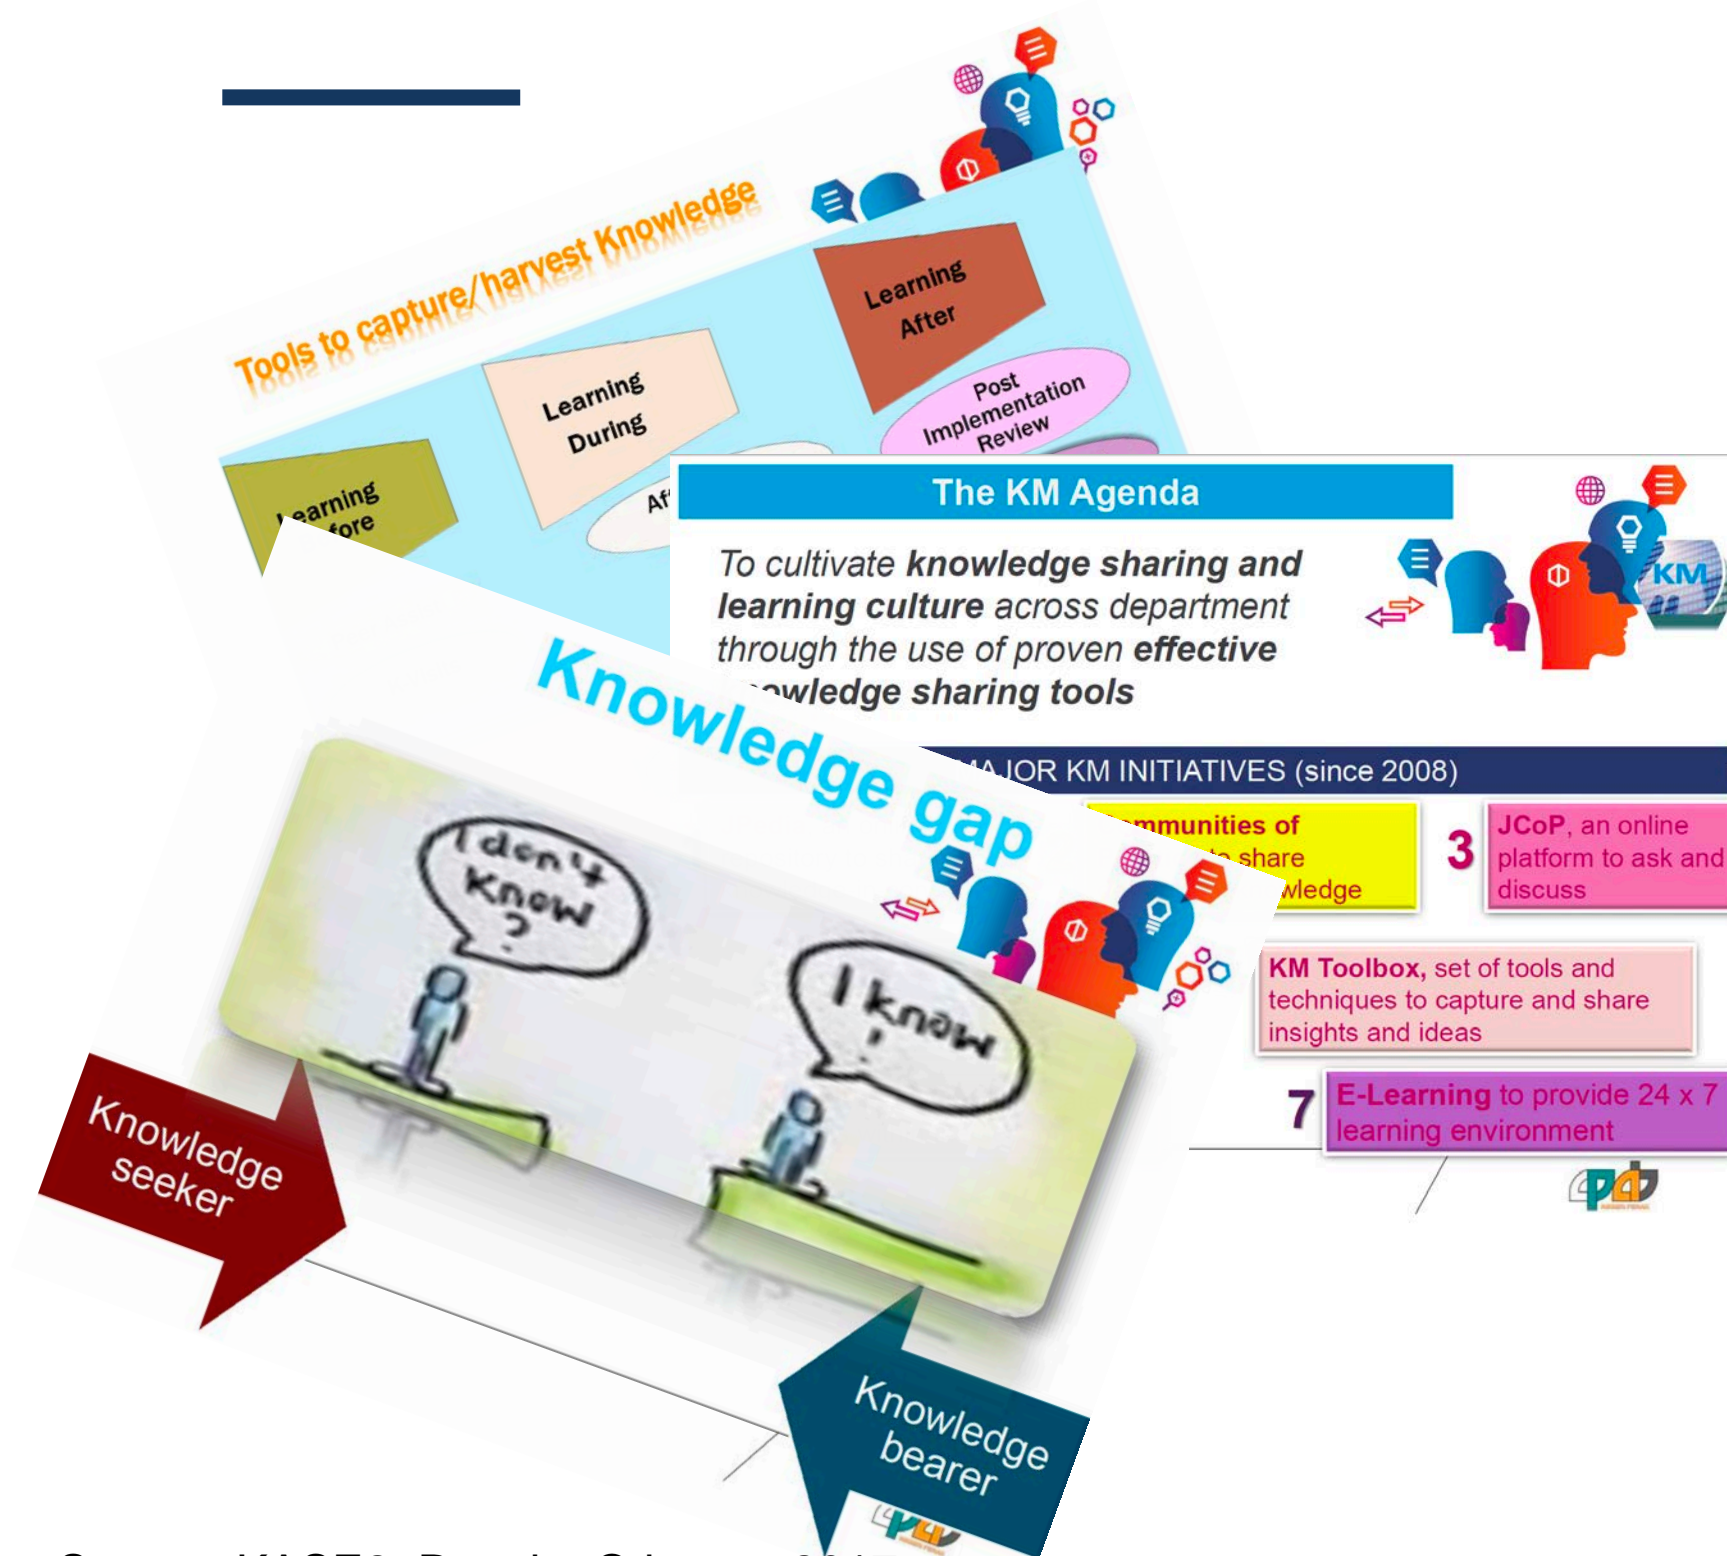 Tools to capture/harvest Knowledge
Learning
After
Learning
During
Post
Implementation
Review
Learning
The KM Agenda
To cultivate knowledge sharing and
learning culture across department
through the use of proven effective
sharing tools
KM
Knowledge gap
KM INITIATIVES (since 2008)
of
share
3
JCoP, an online
platform to ask and
discuss
KM Toolbox, set of tools and
techniques to capture and share
insights and ideas
7
E-Learning to provide 24 x 7
learning environment
I don't
know
?
I know
!
Knowledge
seeker
Knowledge
bearer